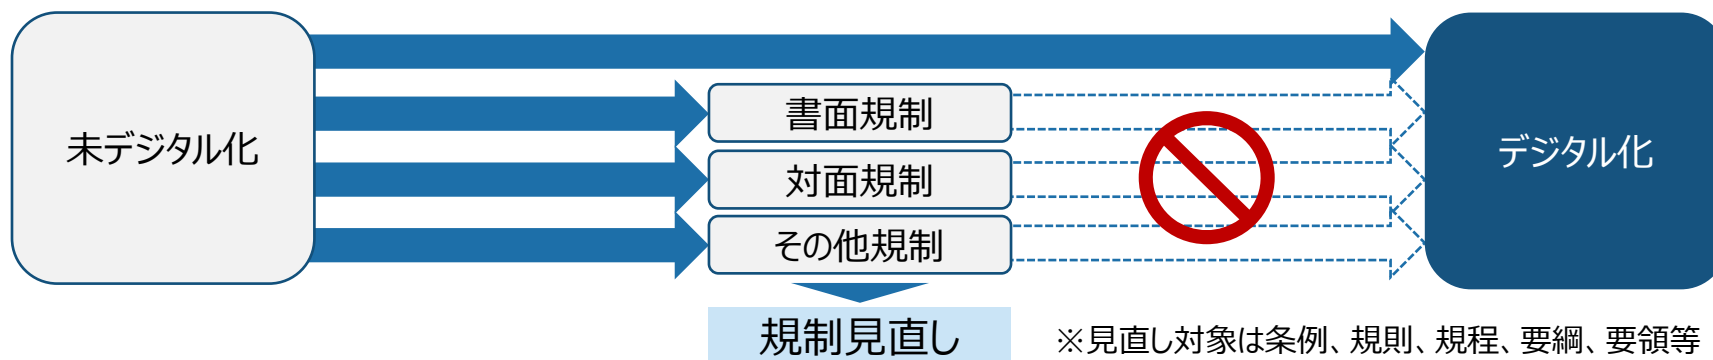 未デジタル化
書面規制
対面規制
その他規制
デジタル化
規制見直し
※見直し対象は条例、規則、規程、要綱、要領等